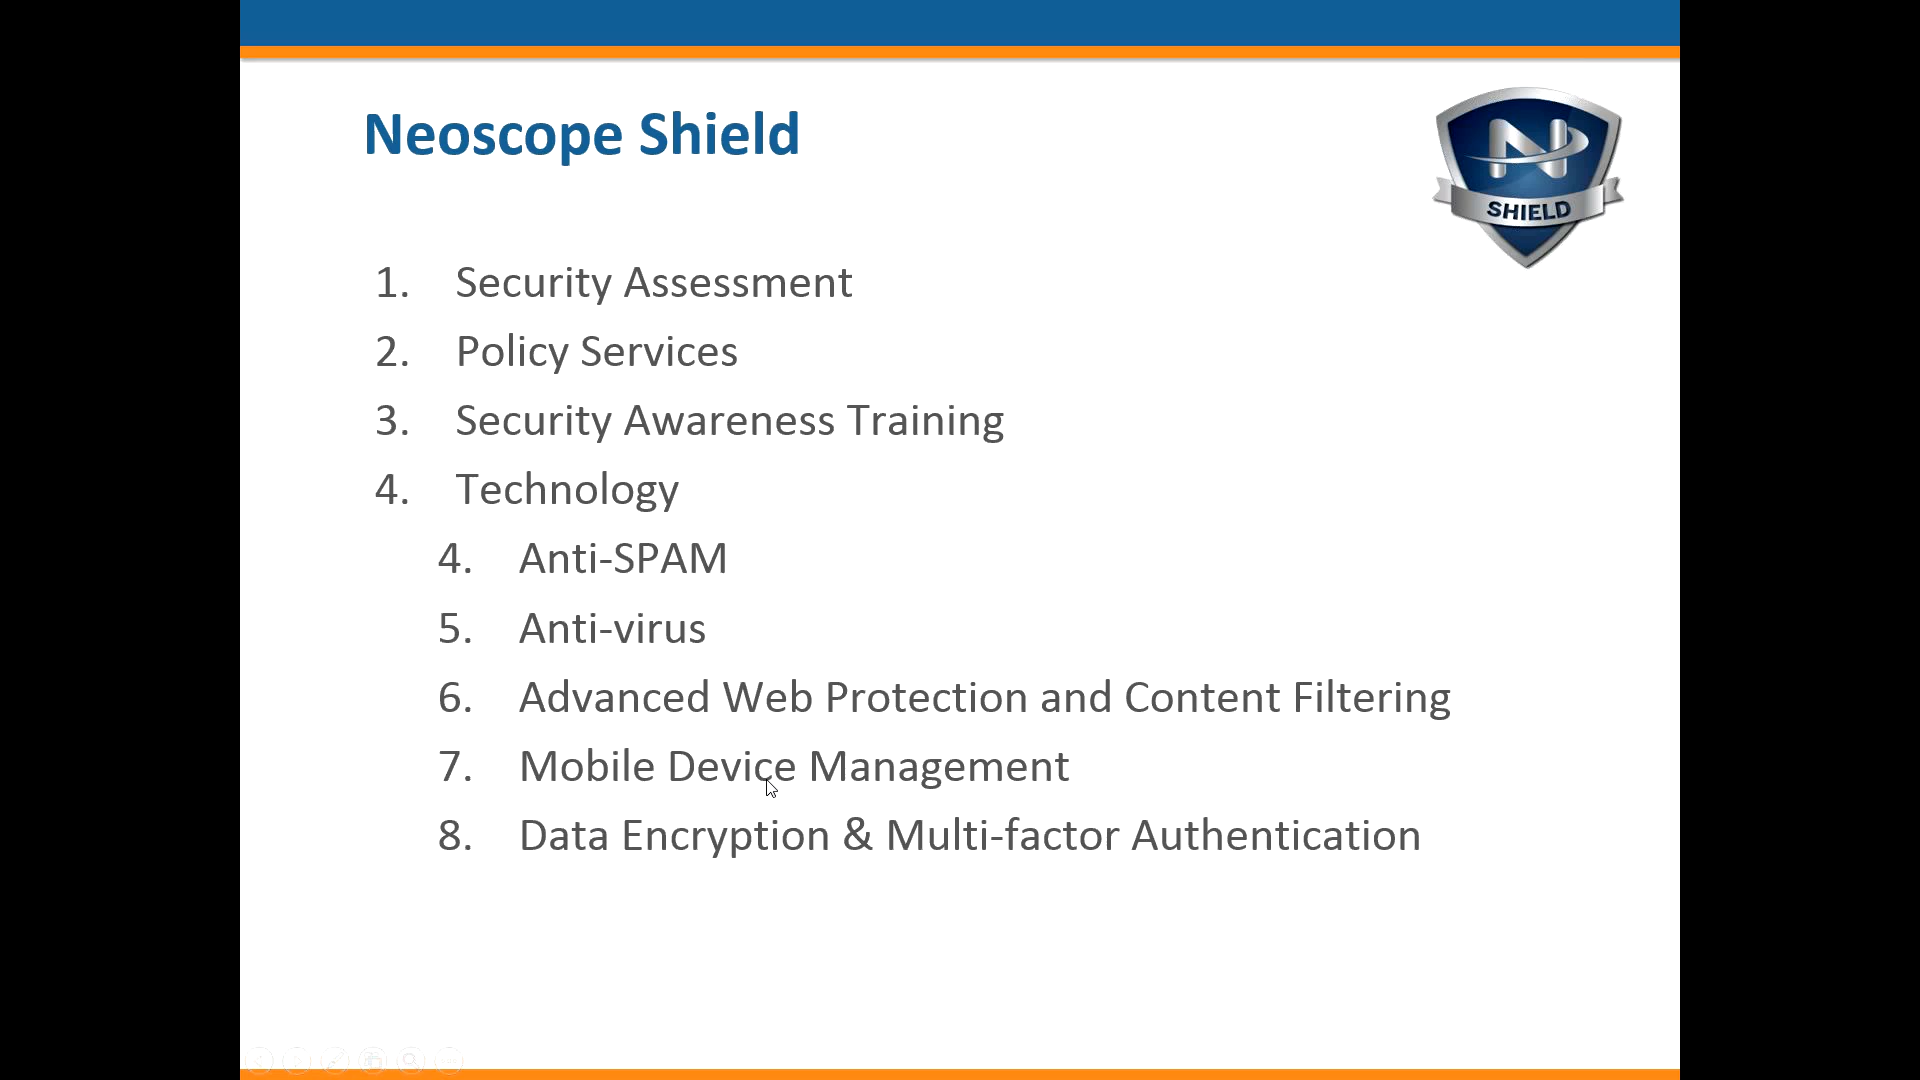 Neoscope Shield
N
SHIELD
1. Security Assessment
2. Policy Services
3. Security Awareness Training
4. Technology
4. Anti-SPAM
5. Anti-virus
6. Advanced Web Protection and Content Filtering
7. Mobile Device Management
8. Data Encryption & Multi-factor Authentication